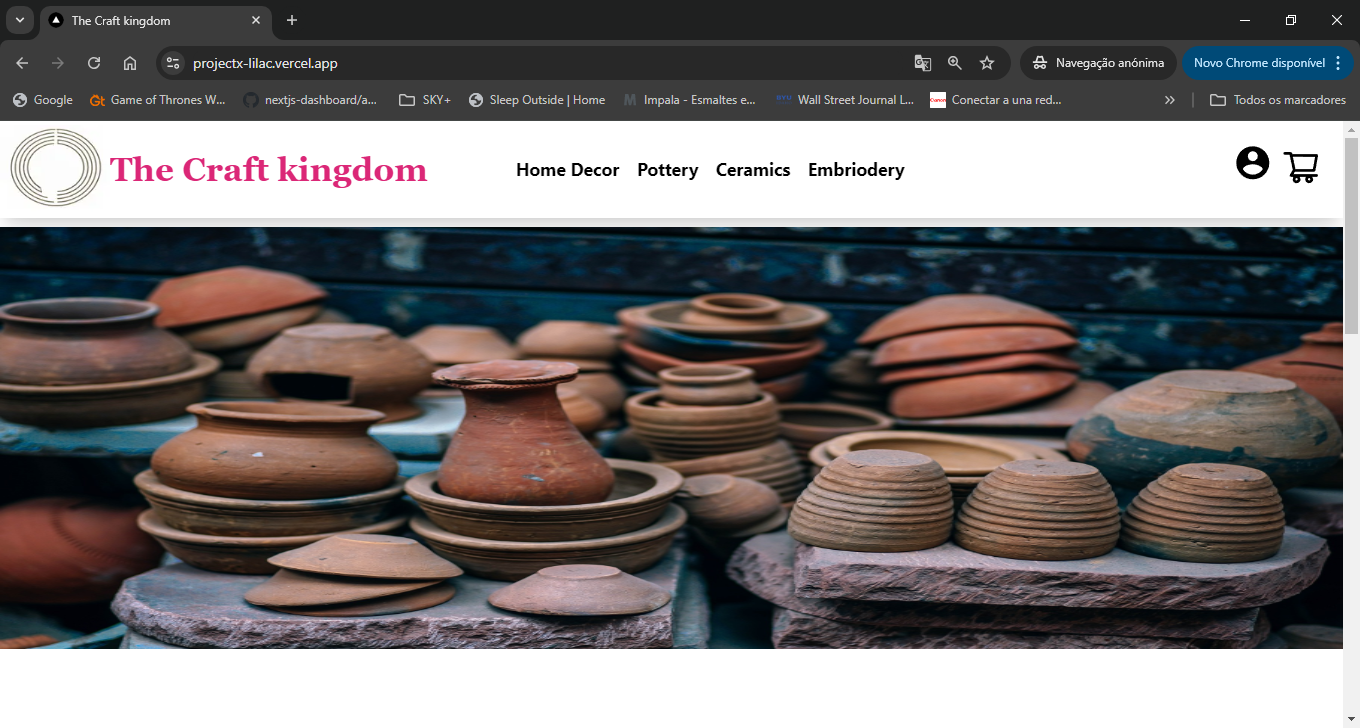 The Craft kingdom
projectx-lilac.vercel.app
Navegação anónima
Novo Chrome disponível
Google
Game of Thrones W...
nextjs-dashboard/a...
SKY+
Sleep Outside | Home
Impala - Esmaltes e...
Wall Street Journal L...
Conectar a una red...
Todos os marcadores
The Craft kingdom
Home Decor Pottery Ceramics Embriodery